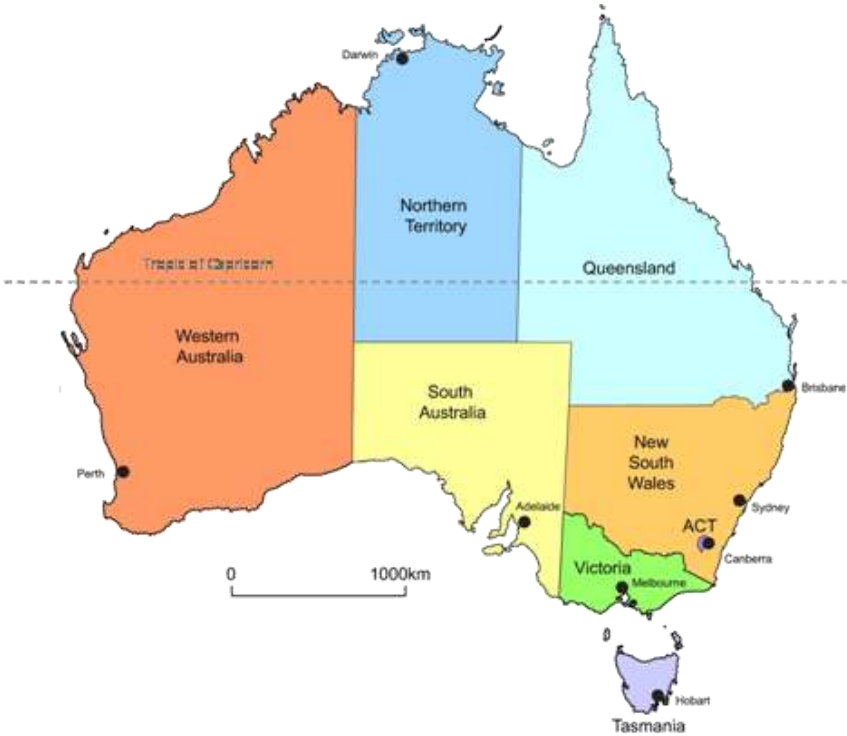 Darwin
Northern
Territory
Tropic of Capricorn
Queensland
Western
Australia
South
Australia
Brisbane
New
South
Wales
Perth
Adelaide
Sydney
ACT
Canberra
0 1000km
Victoria
Melbourne
Hobart
Tasmania